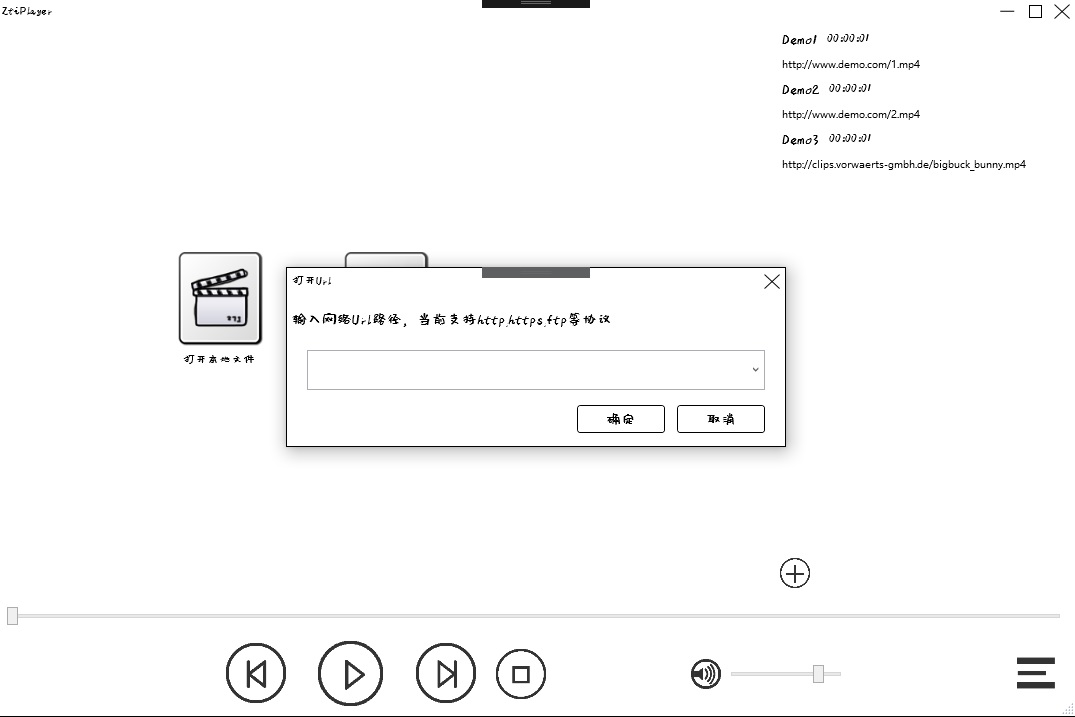 ZtiPlayer
Demo1 00:00:01
http://www.demo.com/1.mp4
Demo2 00:00:01
http://www.demo.com/2.mp4
Demo3 00:00:01
http://clips.vorwaerts-gmbh.de/bigbuck_bunny.mp4
打开Url
输入网络Url路径，当前支持http,https,ftp等协议
打开本地文件
确定
取消